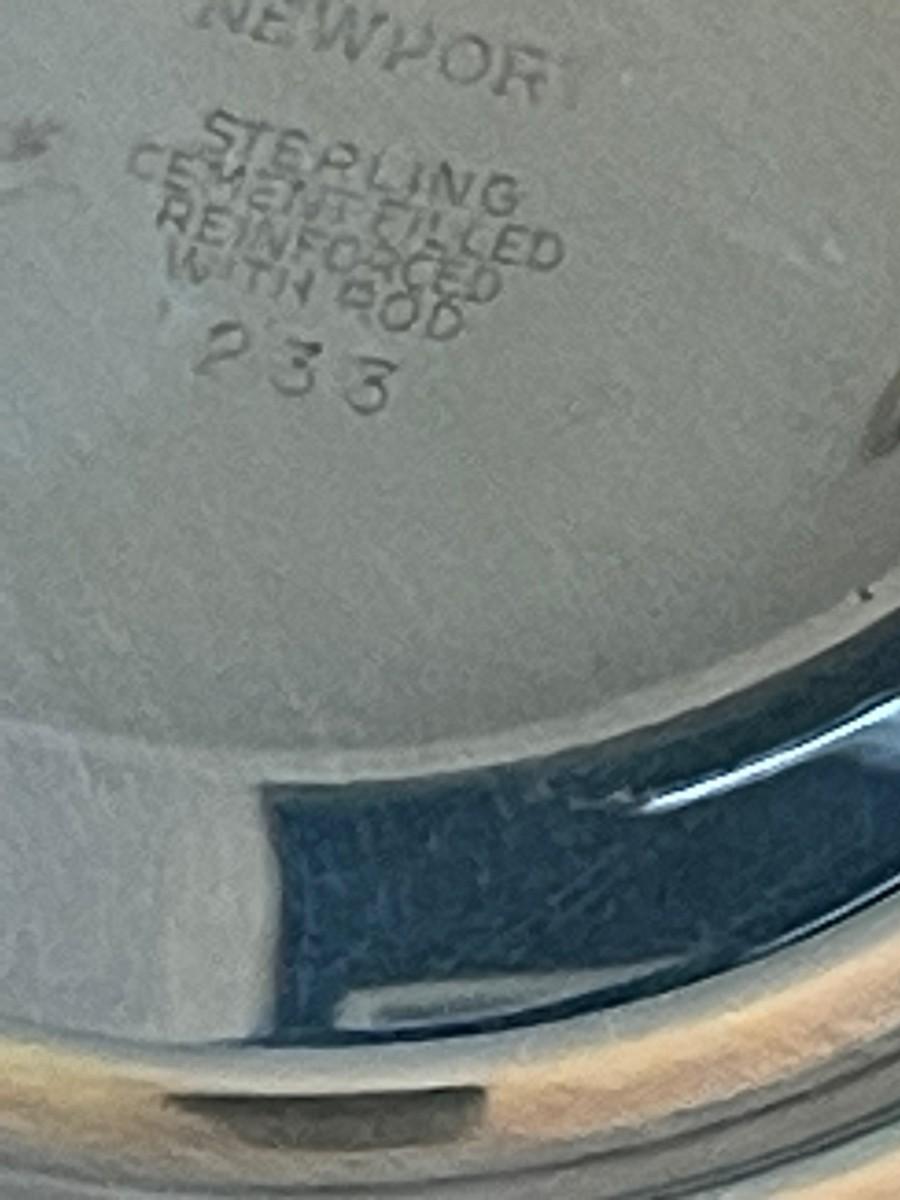 NEWPORT
STERLING
CEMENT FILLED
REINFORCED
WITH ROD
233